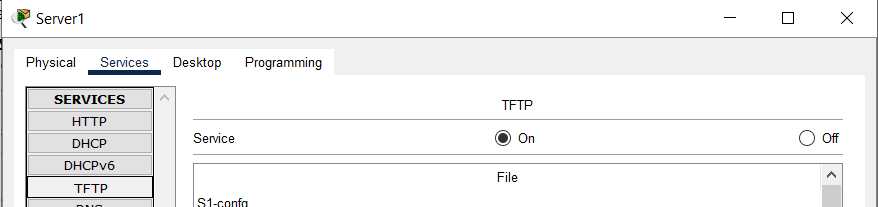 Server1
Physical Services Desktop Programming
SERVICES
HTTP
DHCP
DHCPv6
TFTP
TFTP
Service On Off
File
S1-confg